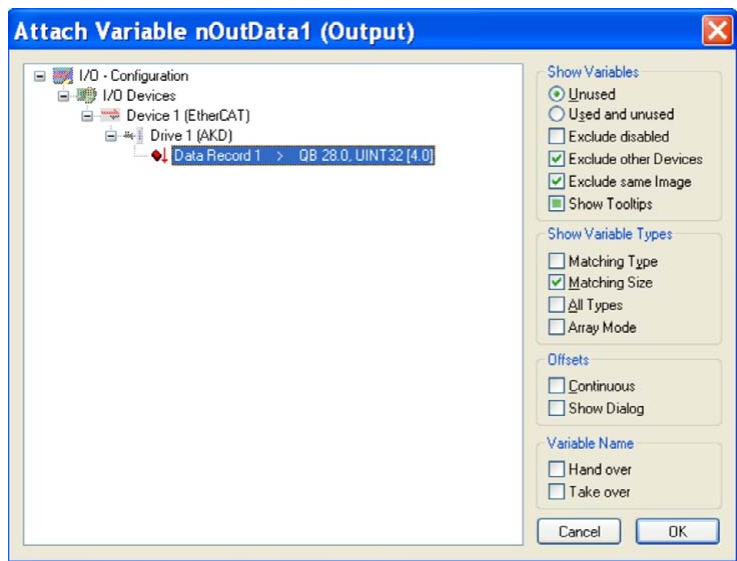 Attach Variable nOutData1 (Output)
I/O - Configuration
I/O Devices
Device 1 (EtherCAT)
Drive 1 (AKD)
Data Record 1 > QB 28.0, UINT32 [4.0]
Show Variables
Unused
Used and unused
Exclude disabled
Exclude other Devices
Exclude same Image
Show Tooltips
Show Variable Types
Matching Type
Matching Size
All Types
Array Mode
Offsets
Continuous
Show Dialog
Variable Name
Hand over
Take over
Cancel
OK